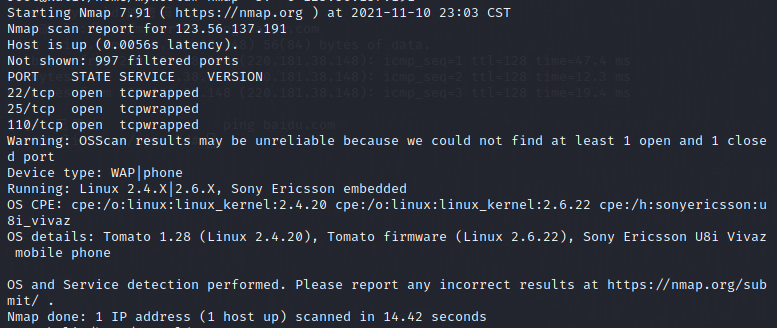 Starting Nmap 7.91 ( https://nmap.org ) at 2021-11-10 23:03 CST
Nmap scan report for 123.56.137.191
Host is up (0.0056s latency).
Not shown: 997 filtered ports
PORT    STATE SERVICE    VERSION
22/tcp  open  tcpwrapped
25/tcp  open  tcpwrapped
110/tcp open  tcpwrapped
Warning: OSScan results may be unreliable because we could not find at least 1 open and 1 close
d port
Device type: WAP|phone
Running: Linux 2.4.X|2.6.X, Sony Ericsson embedded
OS CPE: cpe:/o:linux:linux_kernel:2.4.20 cpe:/o:linux:linux_kernel:2.6.22 cpe:/h:sonyericsson:u
8i_vivaz
OS details: Tomato 1.28 (Linux 2.4.20), Tomato firmware (Linux 2.6.22), Sony Ericsson U8i Vivaz
mobile phone
OS and Service detection performed. Please report any incorrect results at https://nmap.org/sub
mit/ .
Nmap done: 1 IP address (1 host up) scanned in 14.42 seconds